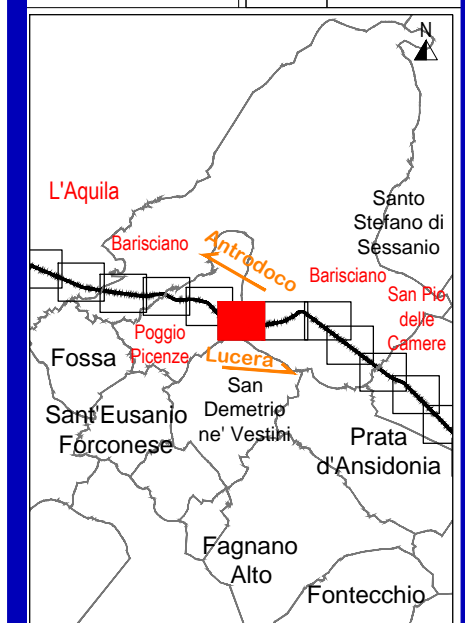 N
L'Aquila
Santo
Stefano di
Sessanio
Barisciano
Antrodoco
Barisciano
San Pio
delle
Camere
Poggio
Picenze
Fossa
Lucera
San
Demetrio
ne' Vestini
Sant'Eusanio
Forconese
Prata
d'Ansidonia
Fagnano
Alto
Fontecchio